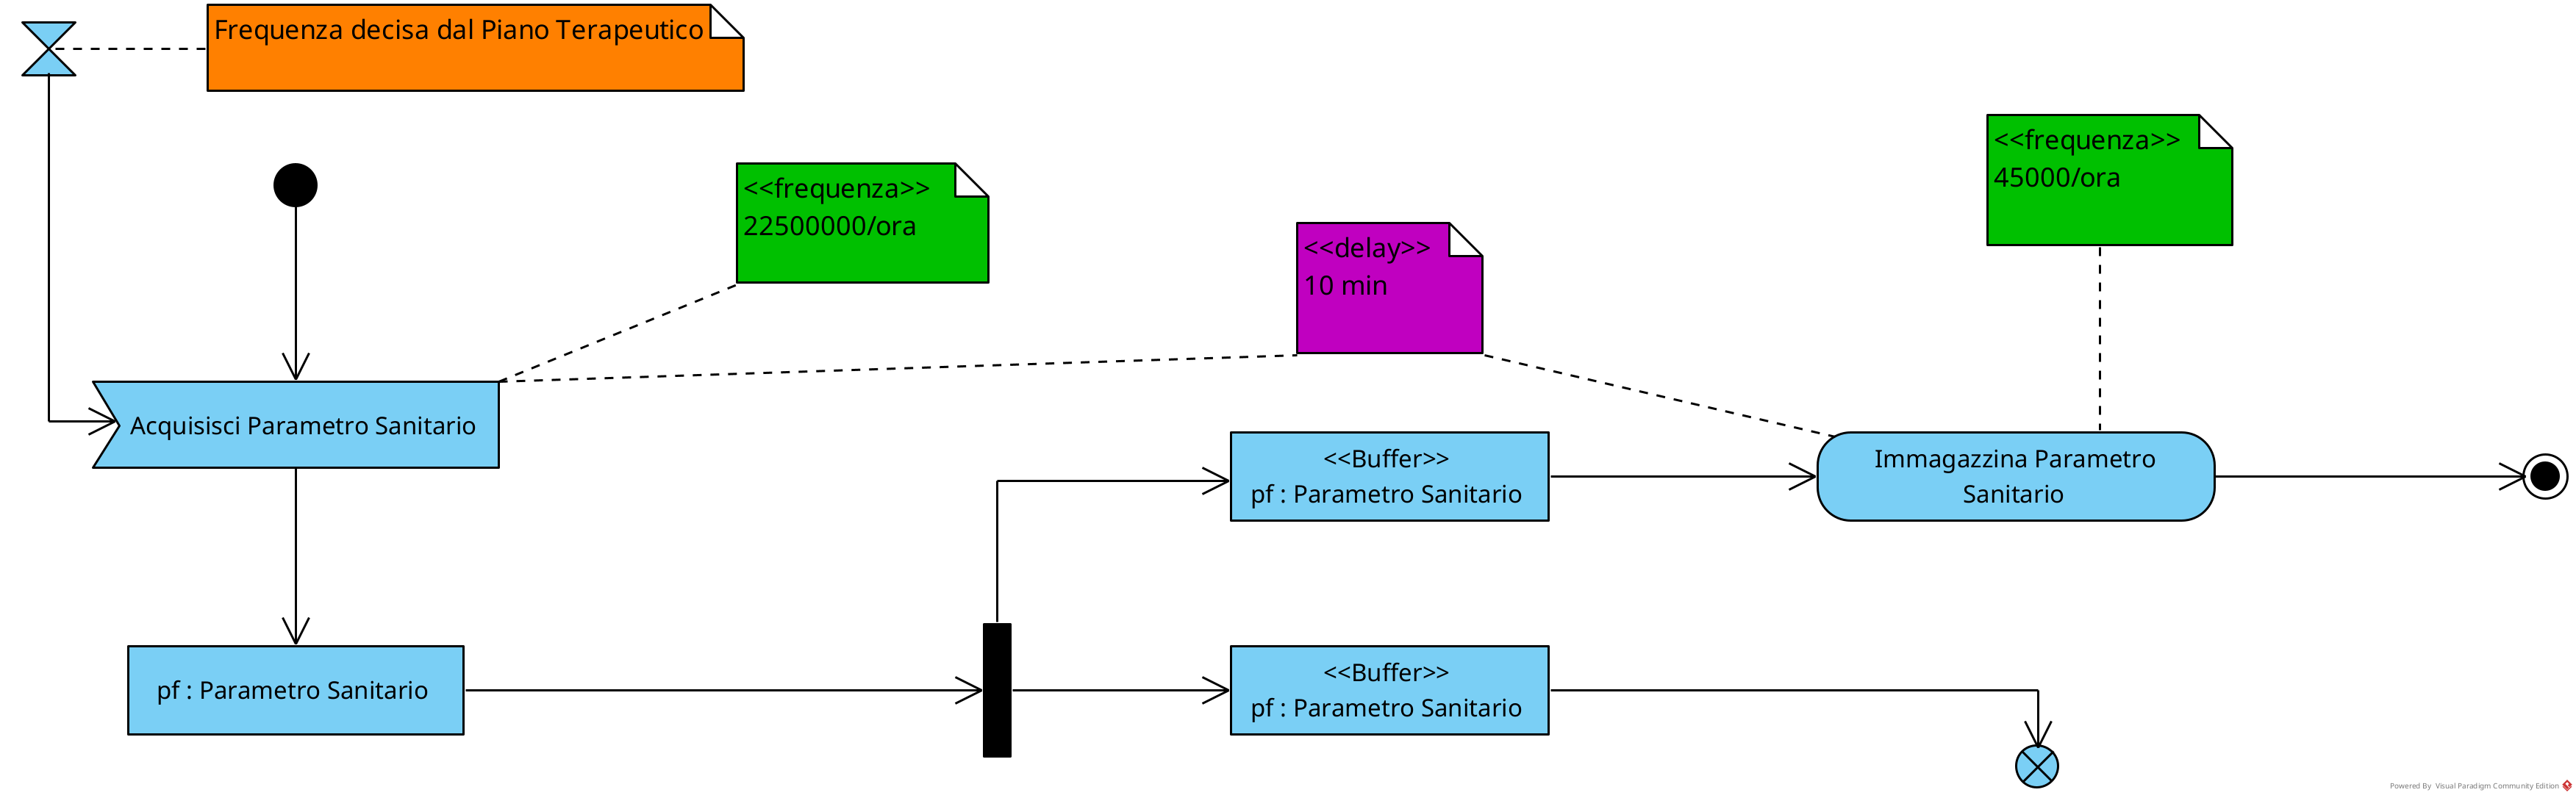 Frequenza decisa dal Piano Terapeutico
<<frequenza>>
45000/ora
<<frequenza>>
22500000/ora
<<delay>>
10 min
Acquisisci Parametro Sanitario
<<Buffer>>
pf : Parametro Sanitario
Immagazzina Parametro
Sanitario
pf : Parametro Sanitario
<<Buffer>>
pf : Parametro Sanitario
Powered By Visual Paradigm Community Edition